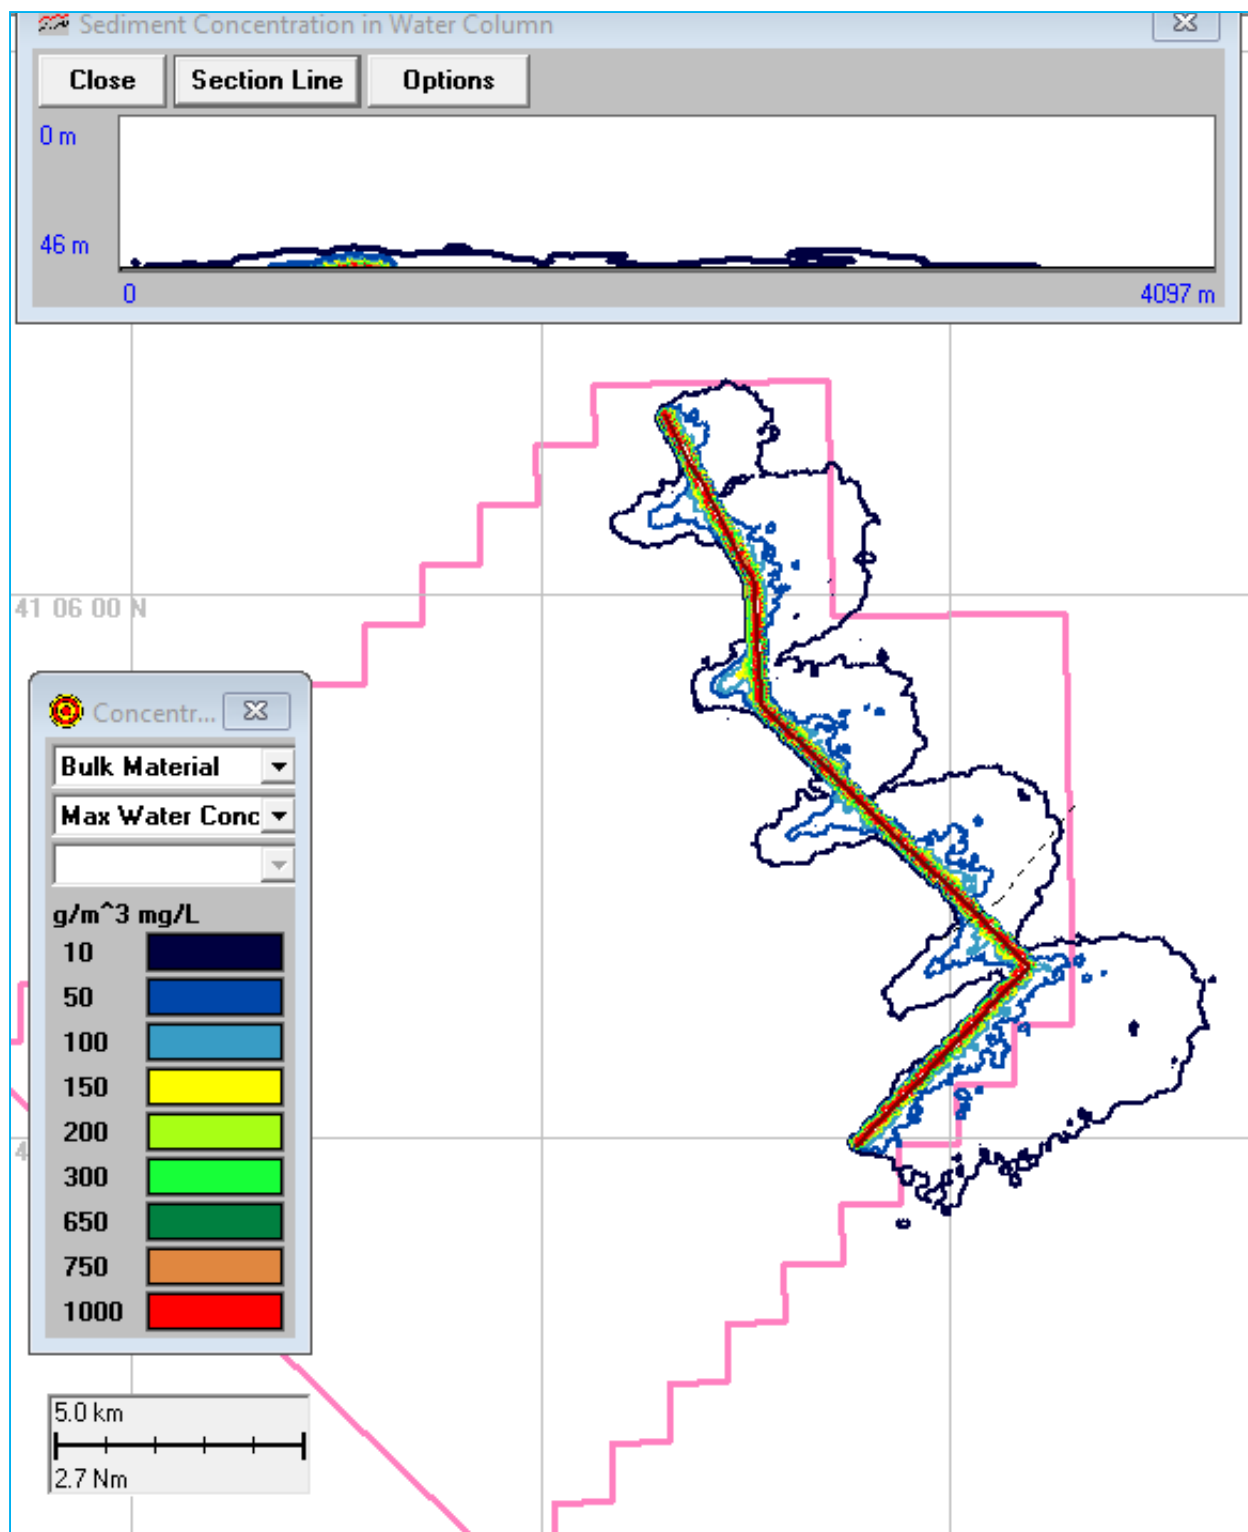 Sediment Concentration in Water Column
Close
Section Line
Options
0 m
46 m
0
4097 m
41 06 00 N
Concentr...
Bulk Material
Max Water Conc
g/m^3 mg/L
10
50
100
150
200
300
650
750
1000
5.0 km
2.7 Nm